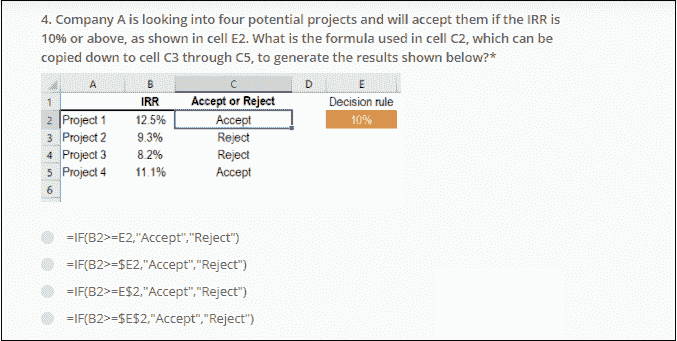 4. Company A is looking into four potential projects and will accept them if the IRR is
10% or above, as shown in cell E2. What is the formula used in cell C2, which can be
copied down to cell C3 through C5, to generate the results shown below?*
A B C D E
1 IRR Accept or Reject Decision rule
2 Project 1 12.5% Accept 10%
3 Project 2 9.3% Reject
4 Project 3 8.2% Reject
5 Project 4 11.1% Accept
6
=IF(B2>=E2,"Accept","Reject")
=IF(B2>=$E2,"Accept","Reject")
=IF(B2>=E$2,"Accept","Reject")
=IF(B2>=$E$2,"Accept","Reject")